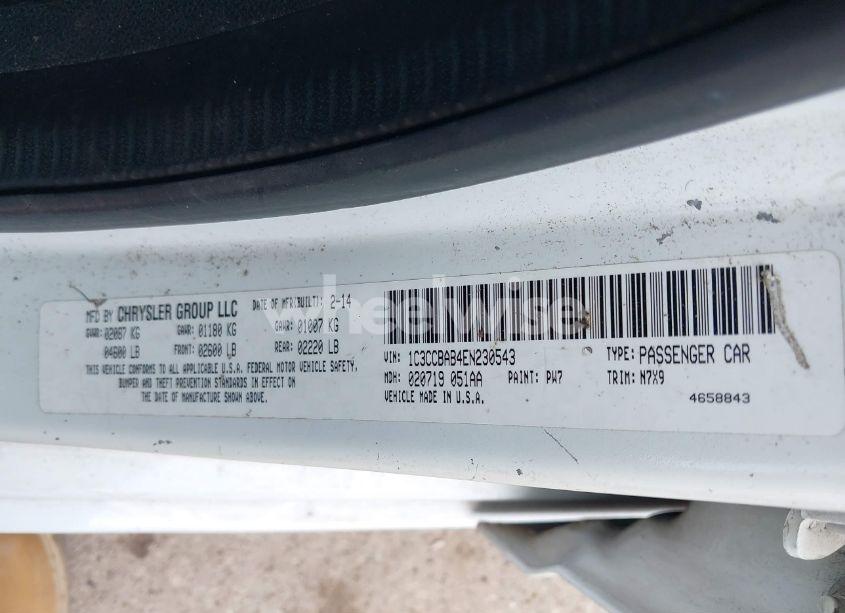 MFD BY CHRYSLER GROUP LLC DATE OF MFR(BUILT): 2-14
GVWR: 02087 KG GAWR: 01180 KG GAWR: 01007 KG
04600 LB FRONT: 02600 LB REAR: 02220 LB
THIS VEHICLE CONFORMS TO ALL APPLICABLE U.S.A. FEDERAL MOTOR VEHICLE SAFETY,
BUMPER AND THEFT PREVENTION STANDARDS IN EFFECT ON
THE DATE OF MANUFACTURE SHOWN ABOVE.
VIN: 1C3CCBAB4EN230543 TYPE: PASSENGER CAR
MDH: 020719 051AA PAINT: PW7 TRIM: N7X9
VEHICLE MADE IN U.S.A. 4658843
wheelwise